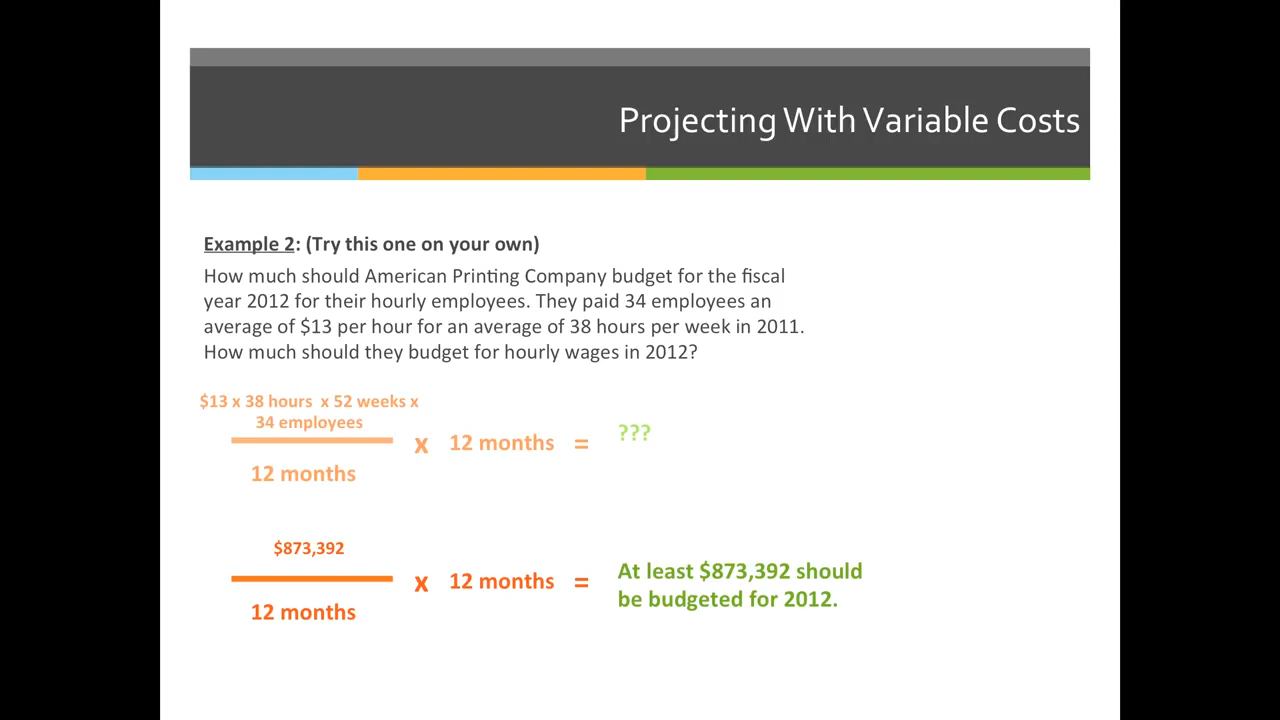 Projecting With Variable Costs
Example 2: (Try this one on your own)
How much should American Printing Company budget for the fiscal
year 2012 for their hourly employees. They paid 34 employees an
average of $13 per hour for an average of 38 hours per week in 2011.
How much should they budget for hourly wages in 2012?
$13 x 38 hours  x 52 weeks x
34 employees
x 12 months = ???
12 months
$873,392
x 12 months =
12 months
At least $873,392 should
be budgeted for 2012.